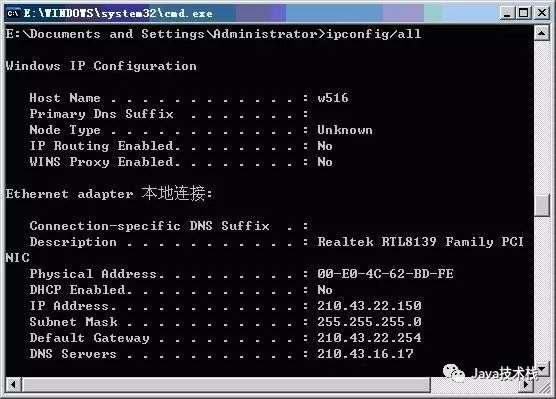 E:\WINDOWS\system32\cmd.exe
E:\Documents and Settings\Administrator>ipconfig/all
Windows IP Configuration
Host Name . . . . . . . . . . . . : w516
Primary Dns Suffix  . . . . . . . :
Node Type . . . . . . . . . . . . : Unknown
IP Routing Enabled. . . . . . . . : No
WINS Proxy Enabled. . . . . . . . : No
Ethernet adapter 本地连接:
Connection-specific DNS Suffix  . :
Description . . . . . . . . . . . : Realtek RTL8139 Family PCI
NIC
Physical Address. . . . . . . . . : 00-E0-4C-62-BD-FE
DHCP Enabled. . . . . . . . . . . : No
IP Address. . . . . . . . . . . . : 210.43.22.150
Subnet Mask . . . . . . . . . . . : 255.255.255.0
Default Gateway . . . . . . . . . : 210.43.22.254
DNS Servers . . . . . . . . . . . : 210.43.16.17
Java技术栈